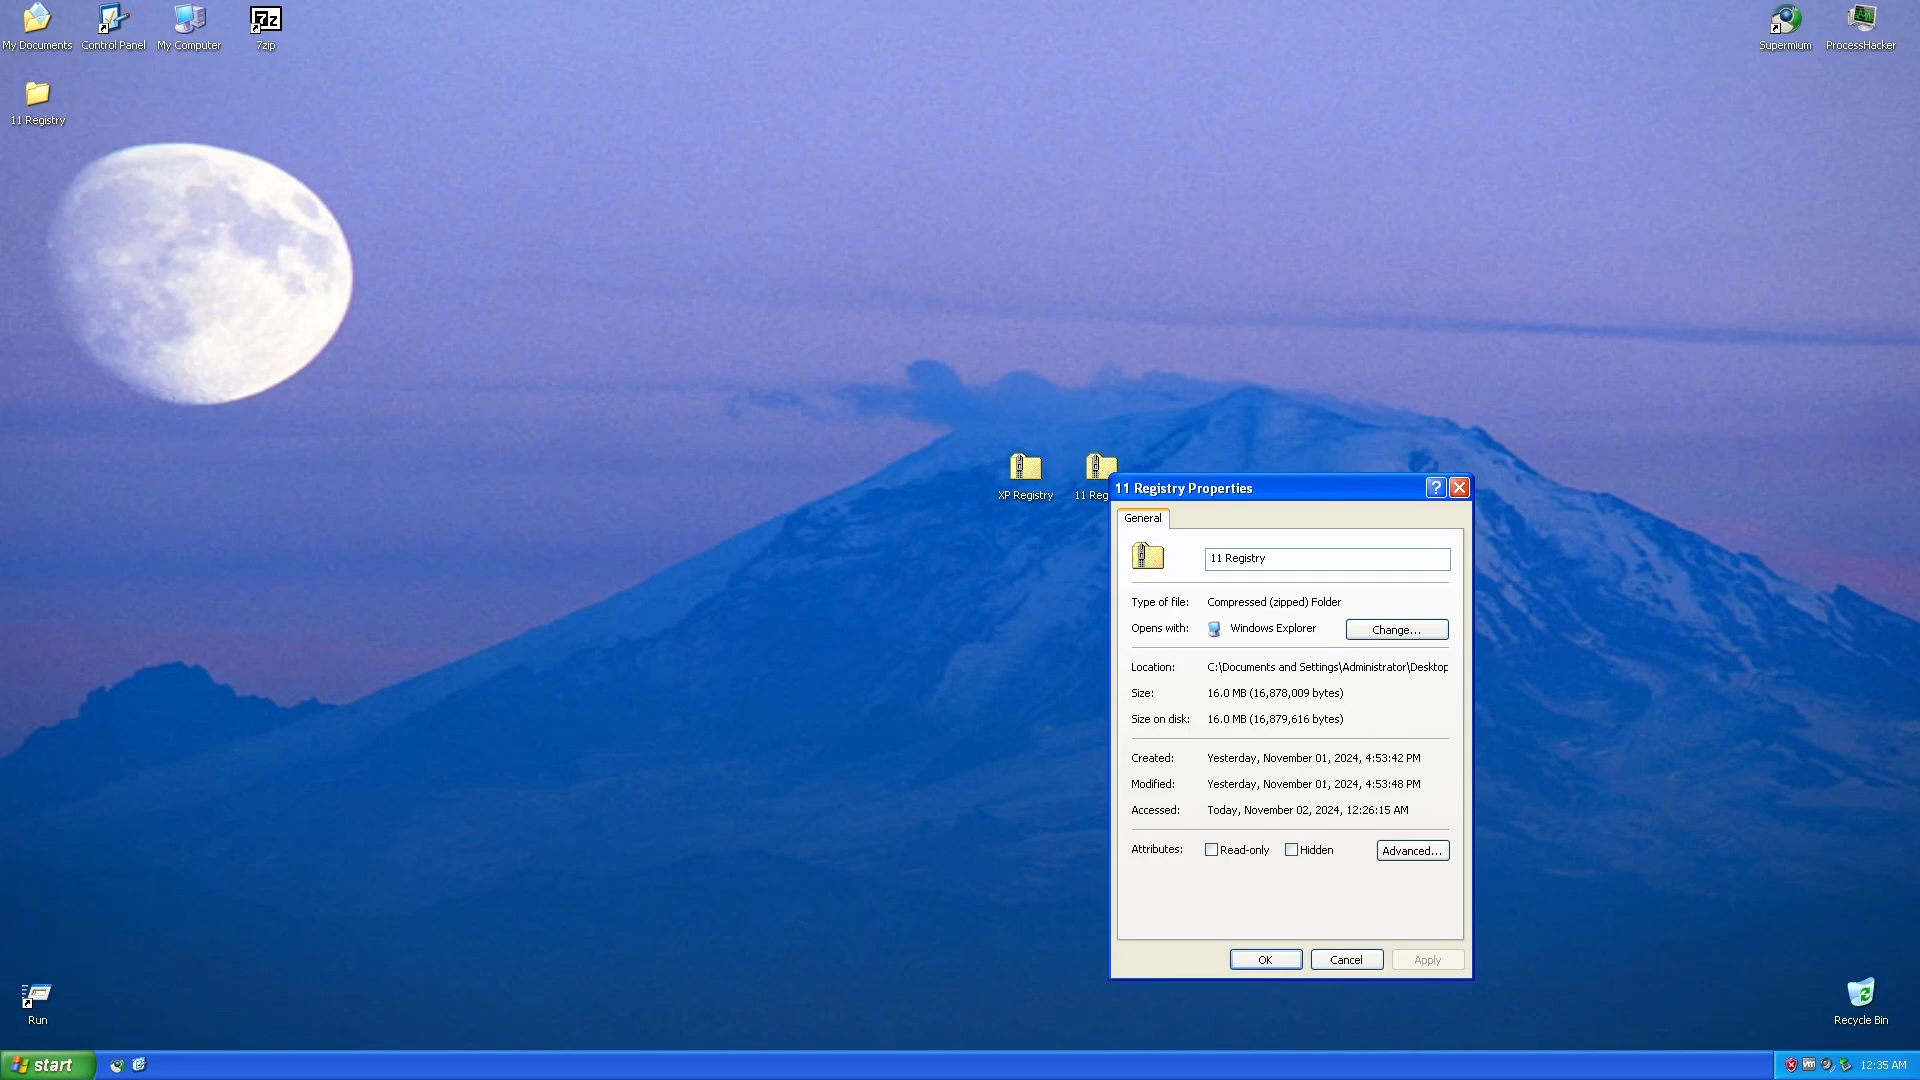 My Documents
Control Panel
My Computer
7z
7zip
Supermium
ProcessHacker
11 Registry
XP Registry
11 Reg
11 Registry Properties
?
General
11 Registry
Type of file: Compressed (zipped) Folder
Opens with: Windows Explorer Change...
Location: C:\Documents and Settings\Administrator\Desktop
Size: 16.0 MB (16,878,009 bytes)
Size on disk: 16.0 MB (16,879,616 bytes)
Created: Yesterday, November 01, 2024, 4:53:42 PM
Modified: Yesterday, November 01, 2024, 4:53:48 PM
Accessed: Today, November 02, 2024, 12:26:15 AM
Attributes: Read-only Hidden Advanced...
OK Cancel Apply
Run
Recycle Bin
start
vm
12:35 AM